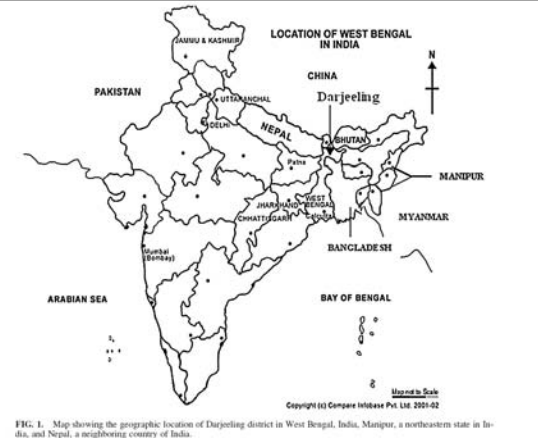 LOCATION OF WEST BENGAL
IN INDIA
JAMMU & KASHMIR
N
CHINA
PAKISTAN
UTTARANCHAL
Darjeeling
DELHI
NEPAL
BHUTAN
Patna
MANIPUR
JHARKHAND
WEST
BENGAL
CHHATTISGARH
Calcutta
MYANMAR
BANGLADESH
Mumbai
(Bombay)
ARABIAN SEA
BAY OF BENGAL
Map not to Scale
Copyright (c) Compare Infobase Pvt. Ltd. 2001-02
FIG. 1. Map showing the geographic location of Darjeeling district in West Bengal, India, Manipur, a northeastern state in In-
dia, and Nepal, a neighboring country of India.